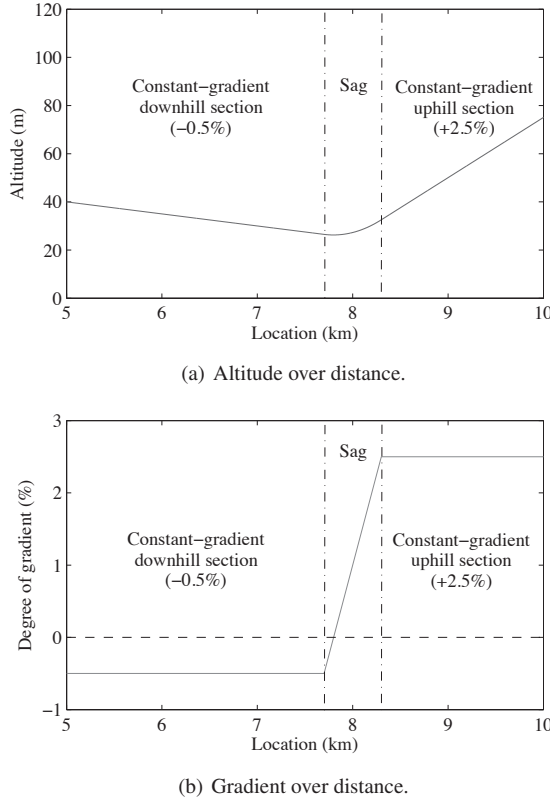 120
100
80
60
40
20
0
Altitude (m)
Constant−gradient
downhill section
(−0.5%)
Sag
Constant−gradient
uphill section
(+2.5%)
5 6 7 8 9 10
Location (km)
(a) Altitude over distance.
3
2
1
0
−1
Degree of gradient (%)
Constant−gradient
downhill section
(−0.5%)
Sag
Constant−gradient
uphill section
(+2.5%)
5 6 7 8 9 10
Location (km)
(b) Gradient over distance.